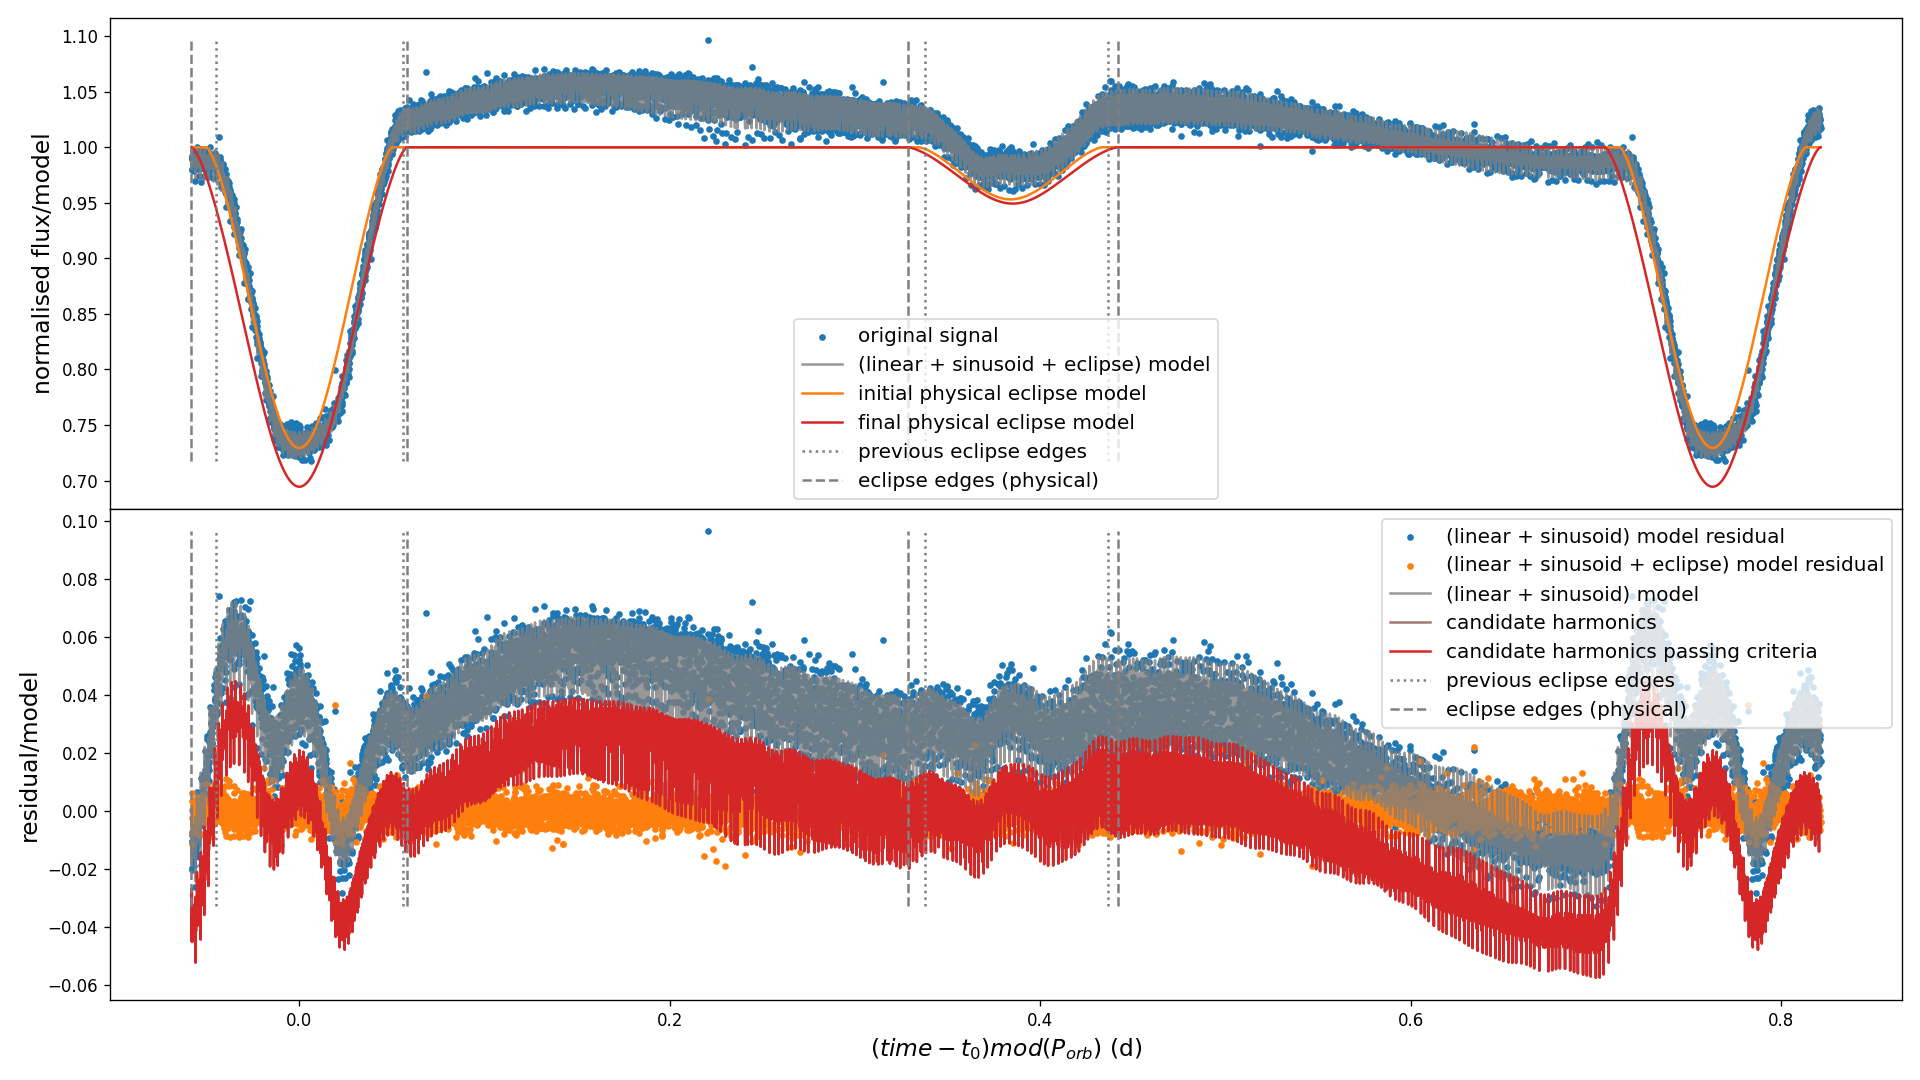 1.10
1.05
1.00
0.95
0.90
0.85
0.80
0.75
0.70
normalised flux/model
original signal
(linear + sinusoid + eclipse) model
initial physical eclipse model
final physical eclipse model
previous eclipse edges
eclipse edges (physical)
0.10
0.08
0.06
0.04
0.02
0.00
−0.02
−0.04
−0.06
residual/model
(linear + sinusoid) model residual
(linear + sinusoid + eclipse) model residual
(linear + sinusoid) model
candidate harmonics
candidate harmonics passing criteria
previous eclipse edges
eclipse edges (physical)
0.0 0.2 0.4 0.6 0.8
(time − t₀)mod(P_orb) (d)